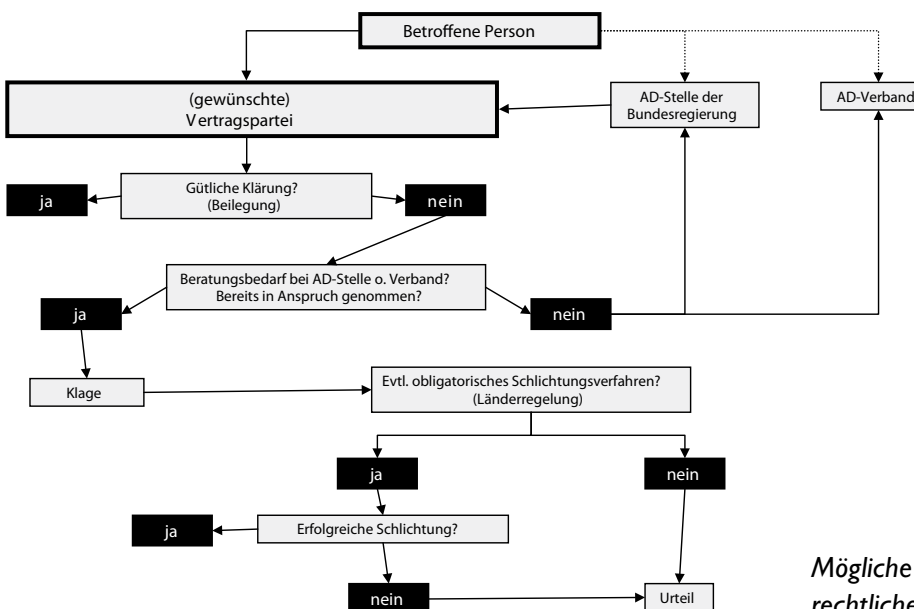 Betroffene Person
(gewünschte)
Vertragspartei
AD-Stelle der
Bundesregierung
AD-Verband
Gütliche Klärung?
(Beilegung)
ja
nein
Beratungsbedarf bei AD-Stelle o. Verband?
Bereits in Anspruch genommen?
ja
nein
Klage
Evtl. obligatorisches Schlichtungsverfahren?
(Länderregelung)
ja
nein
ja
Erfolgreiche Schlichtung?
nein
Urteil
Mögliche
rechtliche